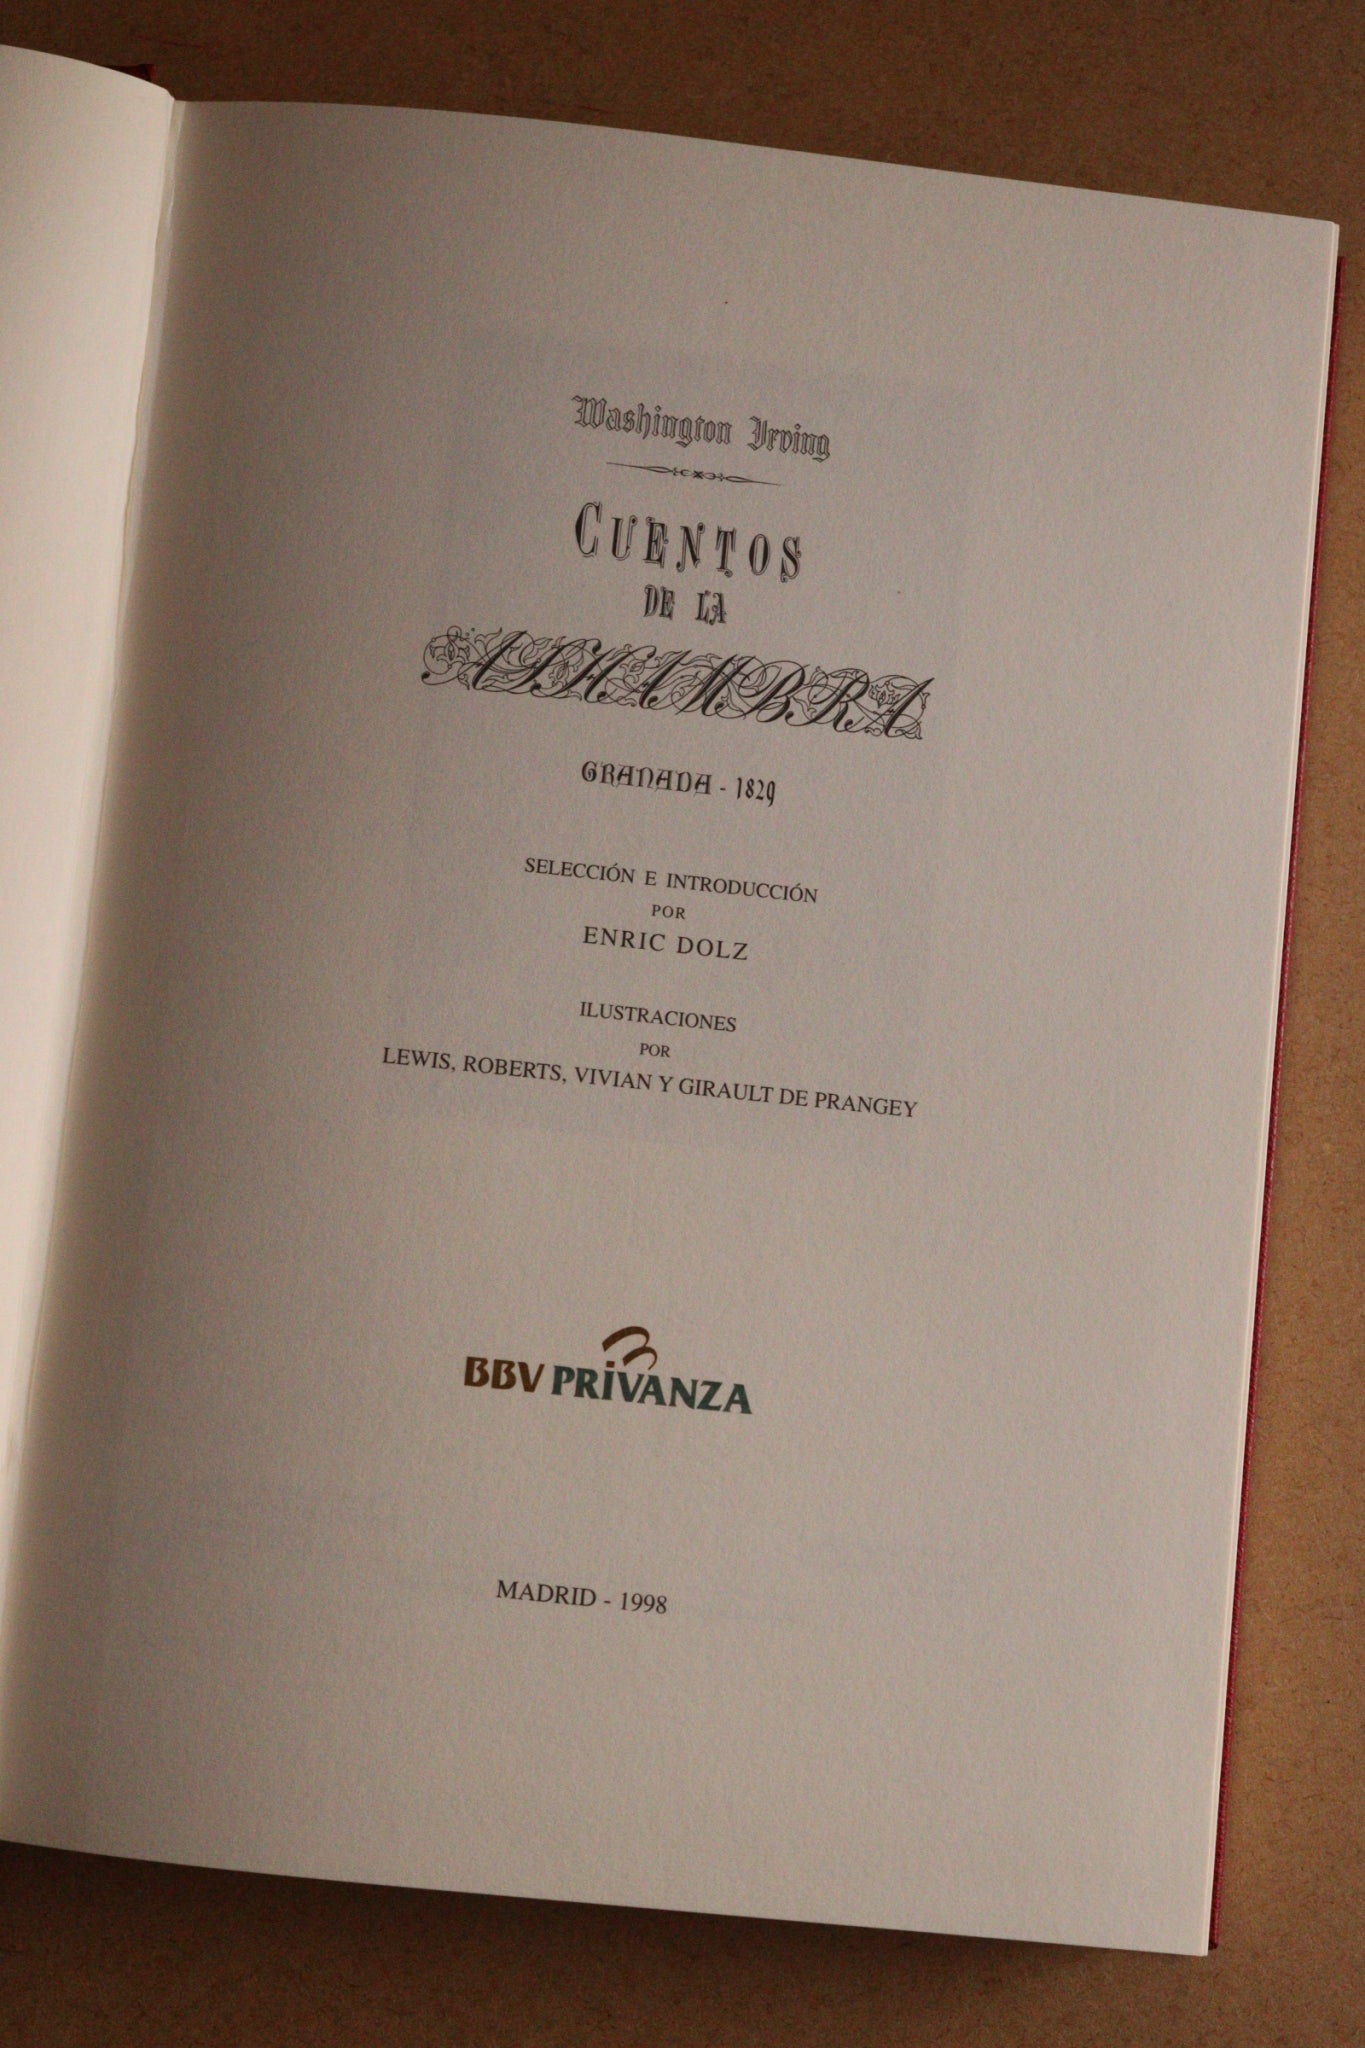 Washington Irving
CUENTOS
DE LA
ALHAMBRA
GRANADA - 1829
SELECCIÓN E INTRODUCCIÓN
POR
ENRIC DOLZ
ILUSTRACIONES
POR
LEWIS, ROBERTS, VIVIAN Y GIRAULT DE PRANGEY
BBV PRIVANZA
MADRID - 1998